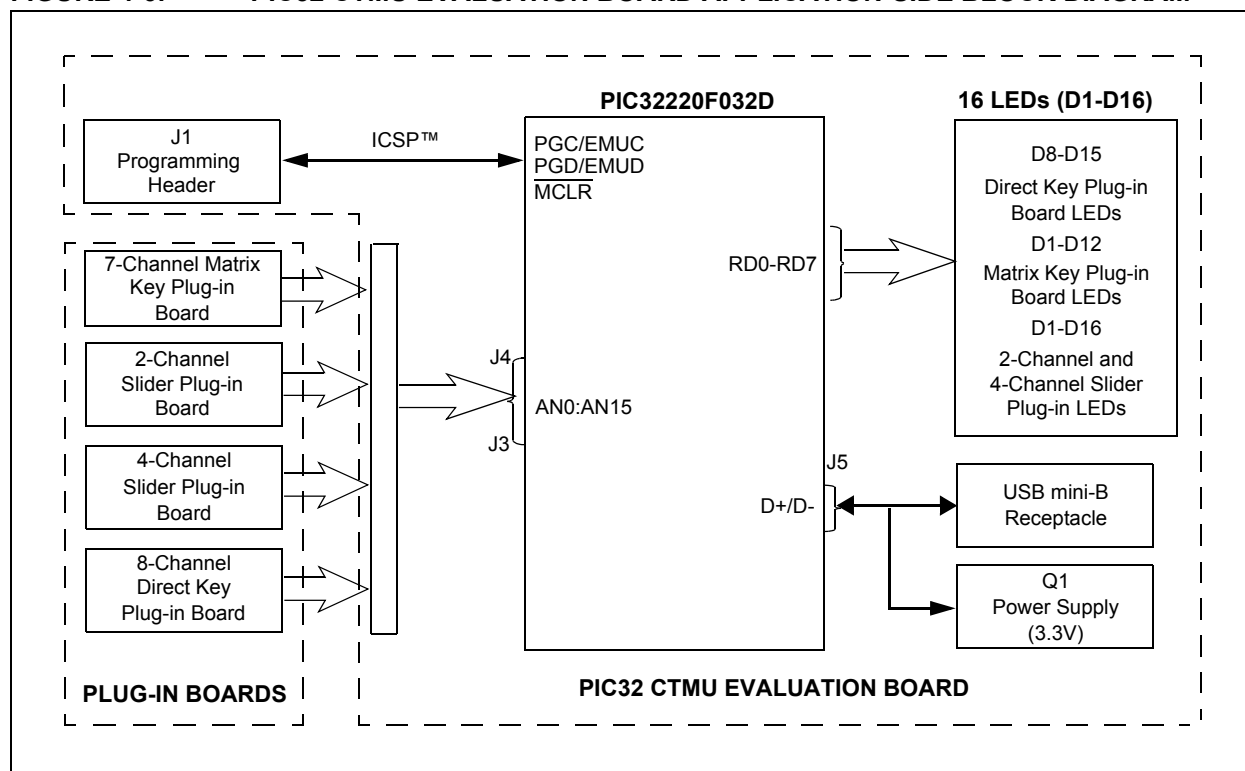 PIC32220F032D
16 LEDs (D1-D16)
J1
Programming
Header
ICSP™
PGC/EMUC
PGD/EMUD
MCLR
D8-D15
Direct Key Plug-in
Board LEDs
D1-D12
Matrix Key Plug-in
Board LEDs
D1-D16
2-Channel and
4-Channel Slider
Plug-in LEDs
RD0-RD7
7-Channel Matrix
Key Plug-in
Board
2-Channel
Slider Plug-in
Board
4-Channel
Slider Plug-in
Board
8-Channel
Direct Key
Plug-in Board
J4
AN0:AN15
J3
J5
D+/D-
USB mini-B
Receptacle
Q1
Power Supply
(3.3V)
PLUG-IN BOARDS
PIC32 CTMU EVALUATION BOARD